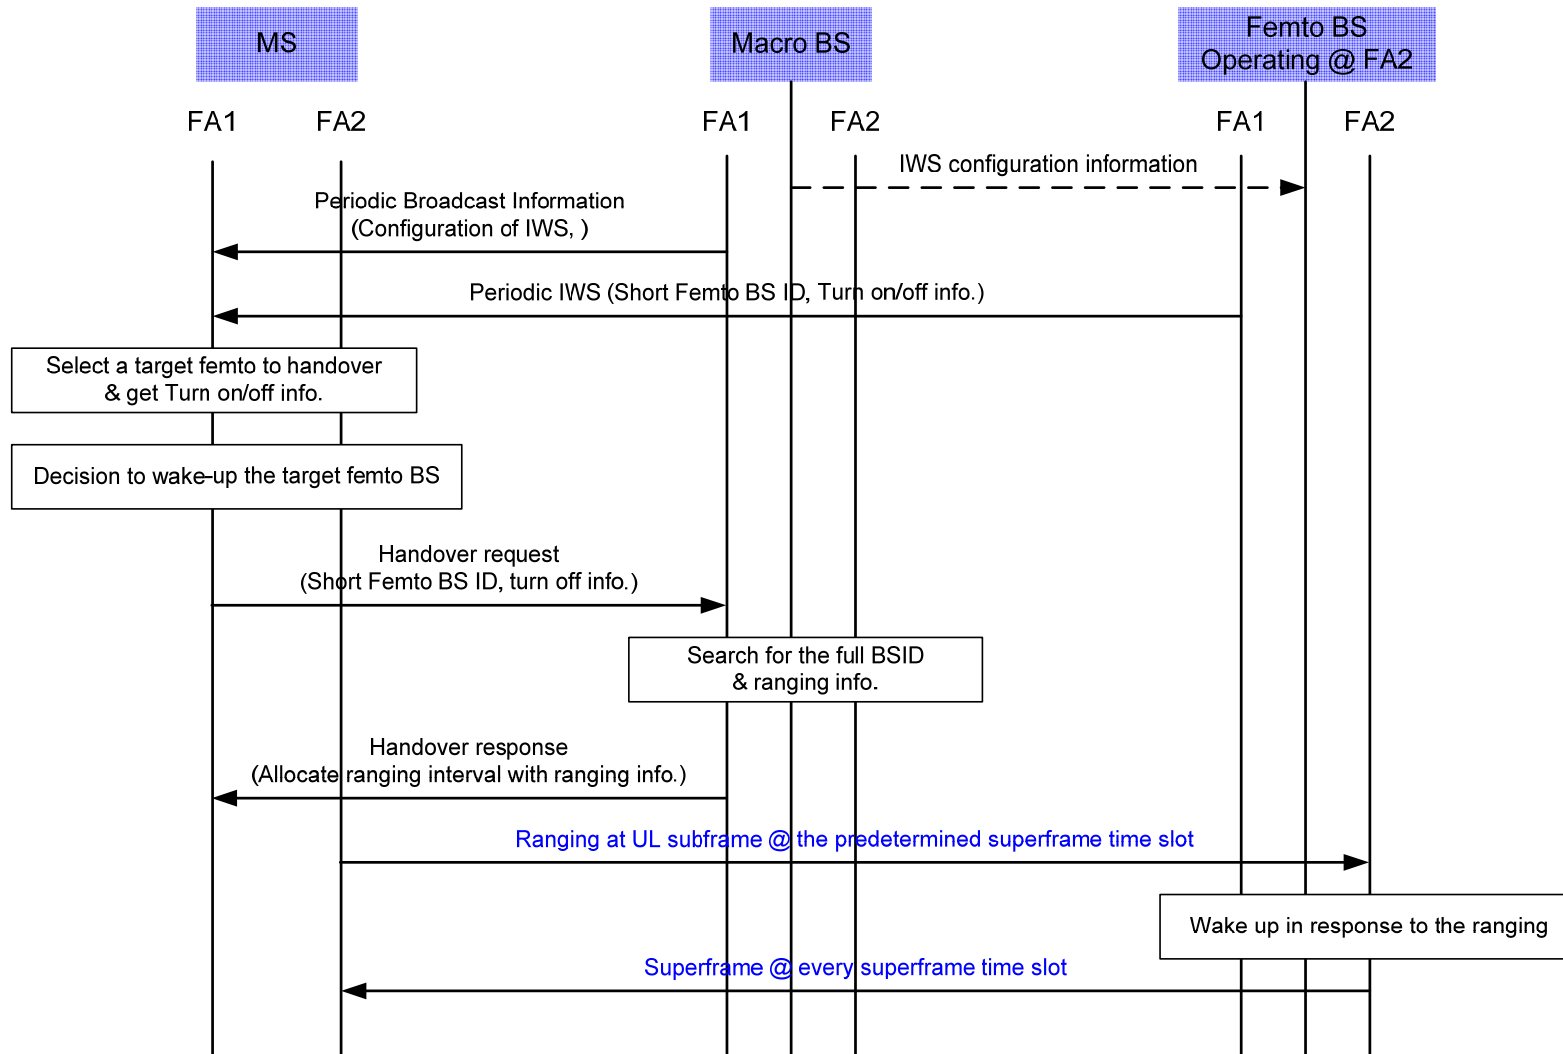 MS
Macro BS
Femto BS
Operating @ FA2
FA1
FA2
FA1
FA2
FA1
FA2
IWS configuration information
Periodic Broadcast Information
(Configuration of IWS, )
Periodic IWS (Short Femto BS ID, Turn on/off info.)
Select a target femto to handover
& get Turn on/off info.
Decision to wake-up the target femto BS
Handover request
(Short Femto BS ID, turn off info.)
Search for the full BSID
& ranging info.
Handover response
(Allocate ranging interval with ranging info.)
Ranging at UL subframe @ the predetermined superframe time slot
Wake up in response to the ranging
Superframe @ every superframe time slot